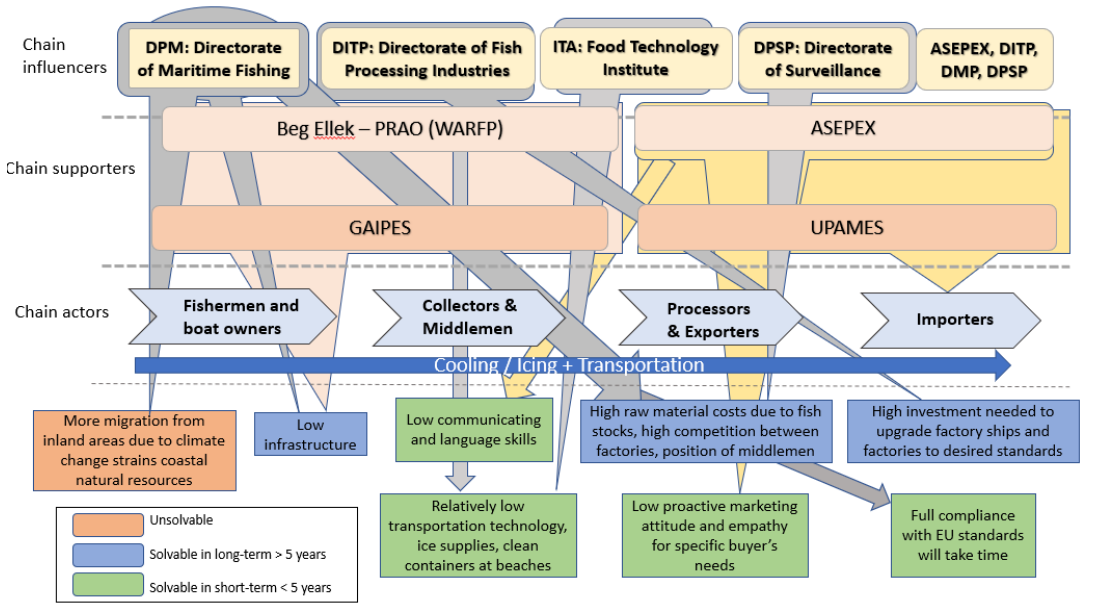 Chain
influencers
DPM: Directorate
of Maritime Fishing
DITP: Directorate of Fish
Processing Industries
ITA: Food Technology
Institute
DPSP: Directorate
of Surveillance
ASEPEX, DITP,
DMP, DPSP
Chain supporters
Beg Ellek – PRAO (WARFP)
ASEPEX
GAIPES
UPAMES
Chain actors
Fishermen and
boat owners
Collectors &
Middlemen
Processors
& Exporters
Importers
Cooling / Icing + Transportation
More migration from
inland areas due to climate
change strains coastal
natural resources
Low
infrastructure
Low communicating
and language skills
High raw material costs due to fish
stocks, high competition between
factories, position of middlemen
High investment needed to
upgrade factory ships and
factories to desired standards
Relatively low
transportation technology,
ice supplies, clean
containers at beaches
Low proactive marketing
attitude and empathy
for specific buyer’s
needs
Full compliance
with EU standards
will take time
Unsolvable
Solvable in long-term > 5 years
Solvable in short-term < 5 years